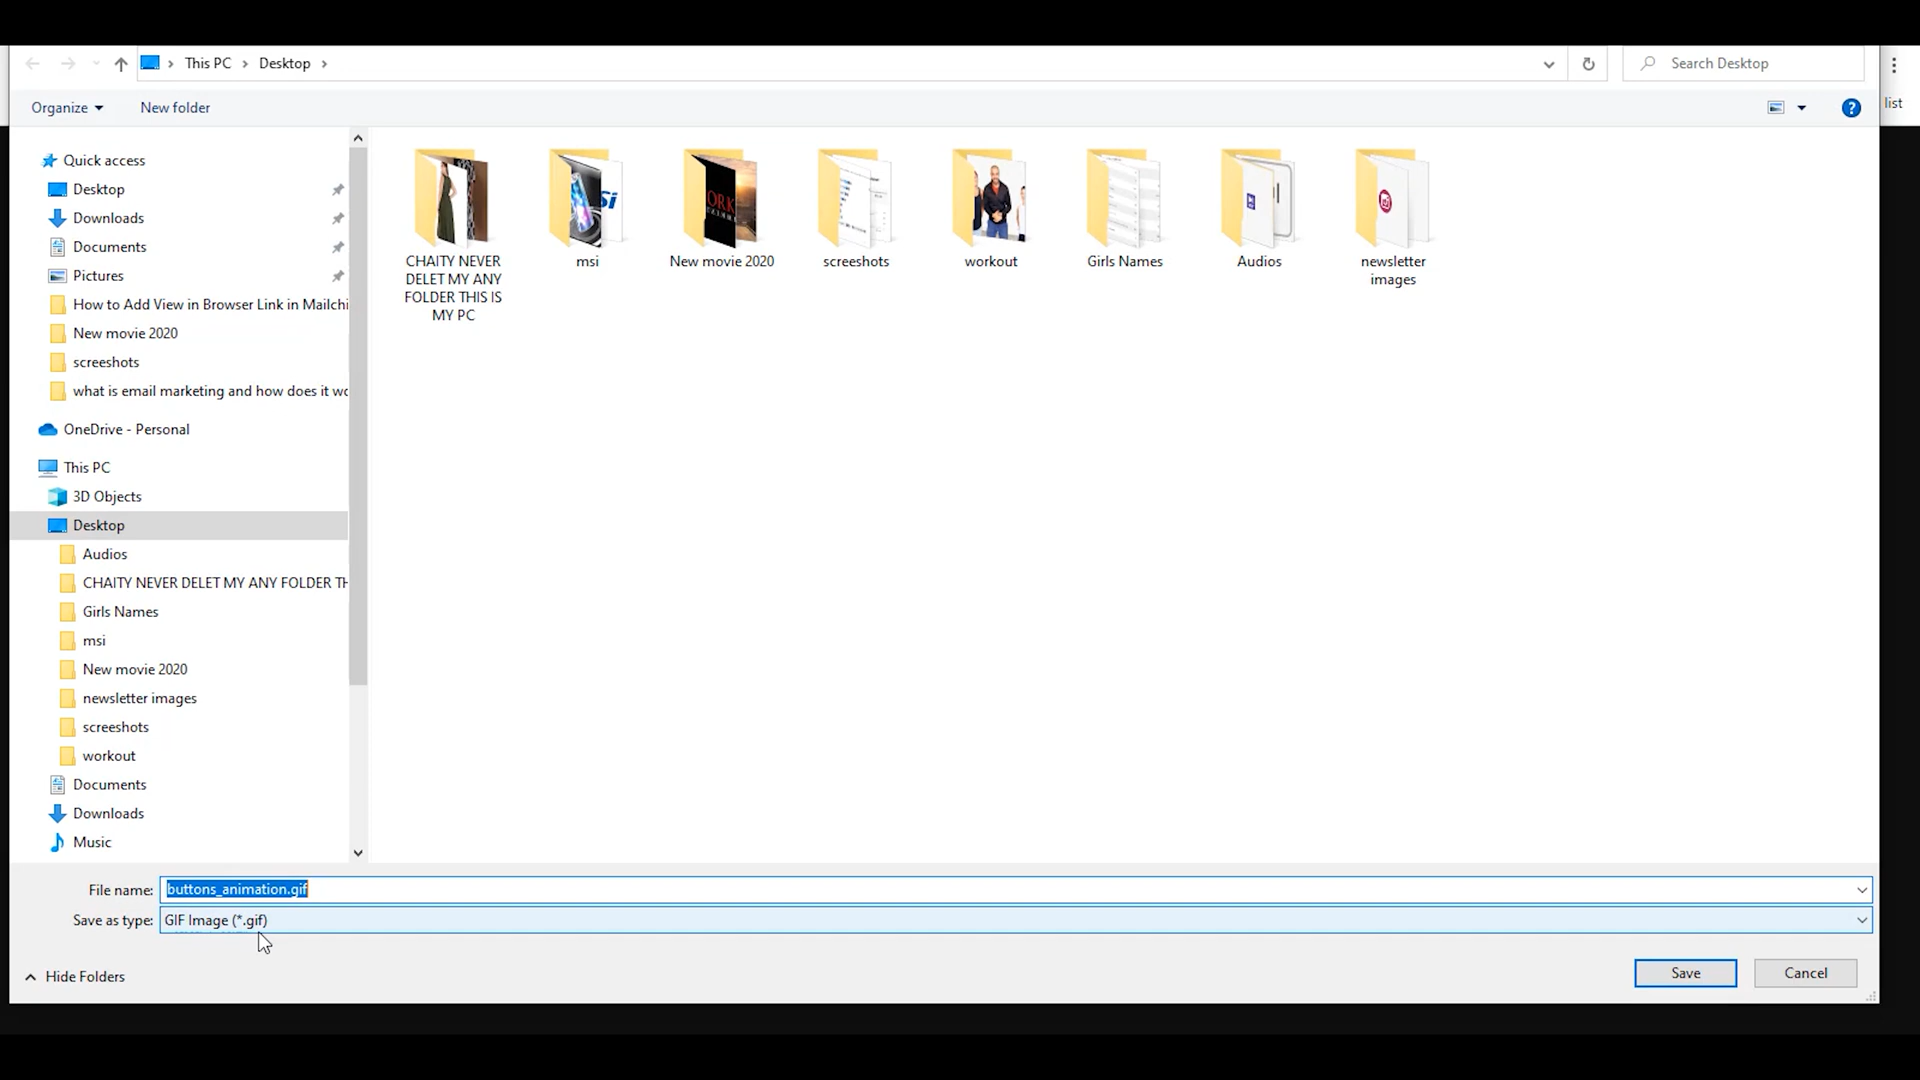 This PC
Desktop
Search Desktop
list
Organize
New folder
Quick access
Desktop
Downloads
Documents
Pictures
How to Add View in Browser Link in Mailchi
New movie 2020
screeshots
what is email marketing and how does it wo
OneDrive - Personal
This PC
3D Objects
Desktop
Audios
CHAITY NEVER DELET MY ANY FOLDER TH
Girls Names
msi
New movie 2020
newsletter images
screeshots
workout
Documents
Downloads
Music
CHAITY NEVER
DELET MY ANY
FOLDER THIS IS
MY PC
msi
New movie 2020
screeshots
workout
Girls Names
Audios
newsletter
images
File name: buttons_animation.gif
Save as type: GIF Image (*.gif)
Hide Folders
Save
Cancel